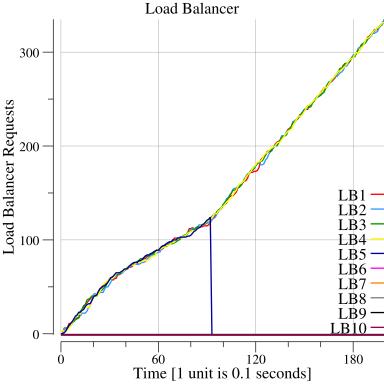 Load Balancer
Load Balancer Requests
300
200
100
0
LB1
LB2
LB3
LB4
LB5
LB6
LB7
LB8
LB9
LB10
0 60 120 180
Time [1 unit is 0.1 seconds]